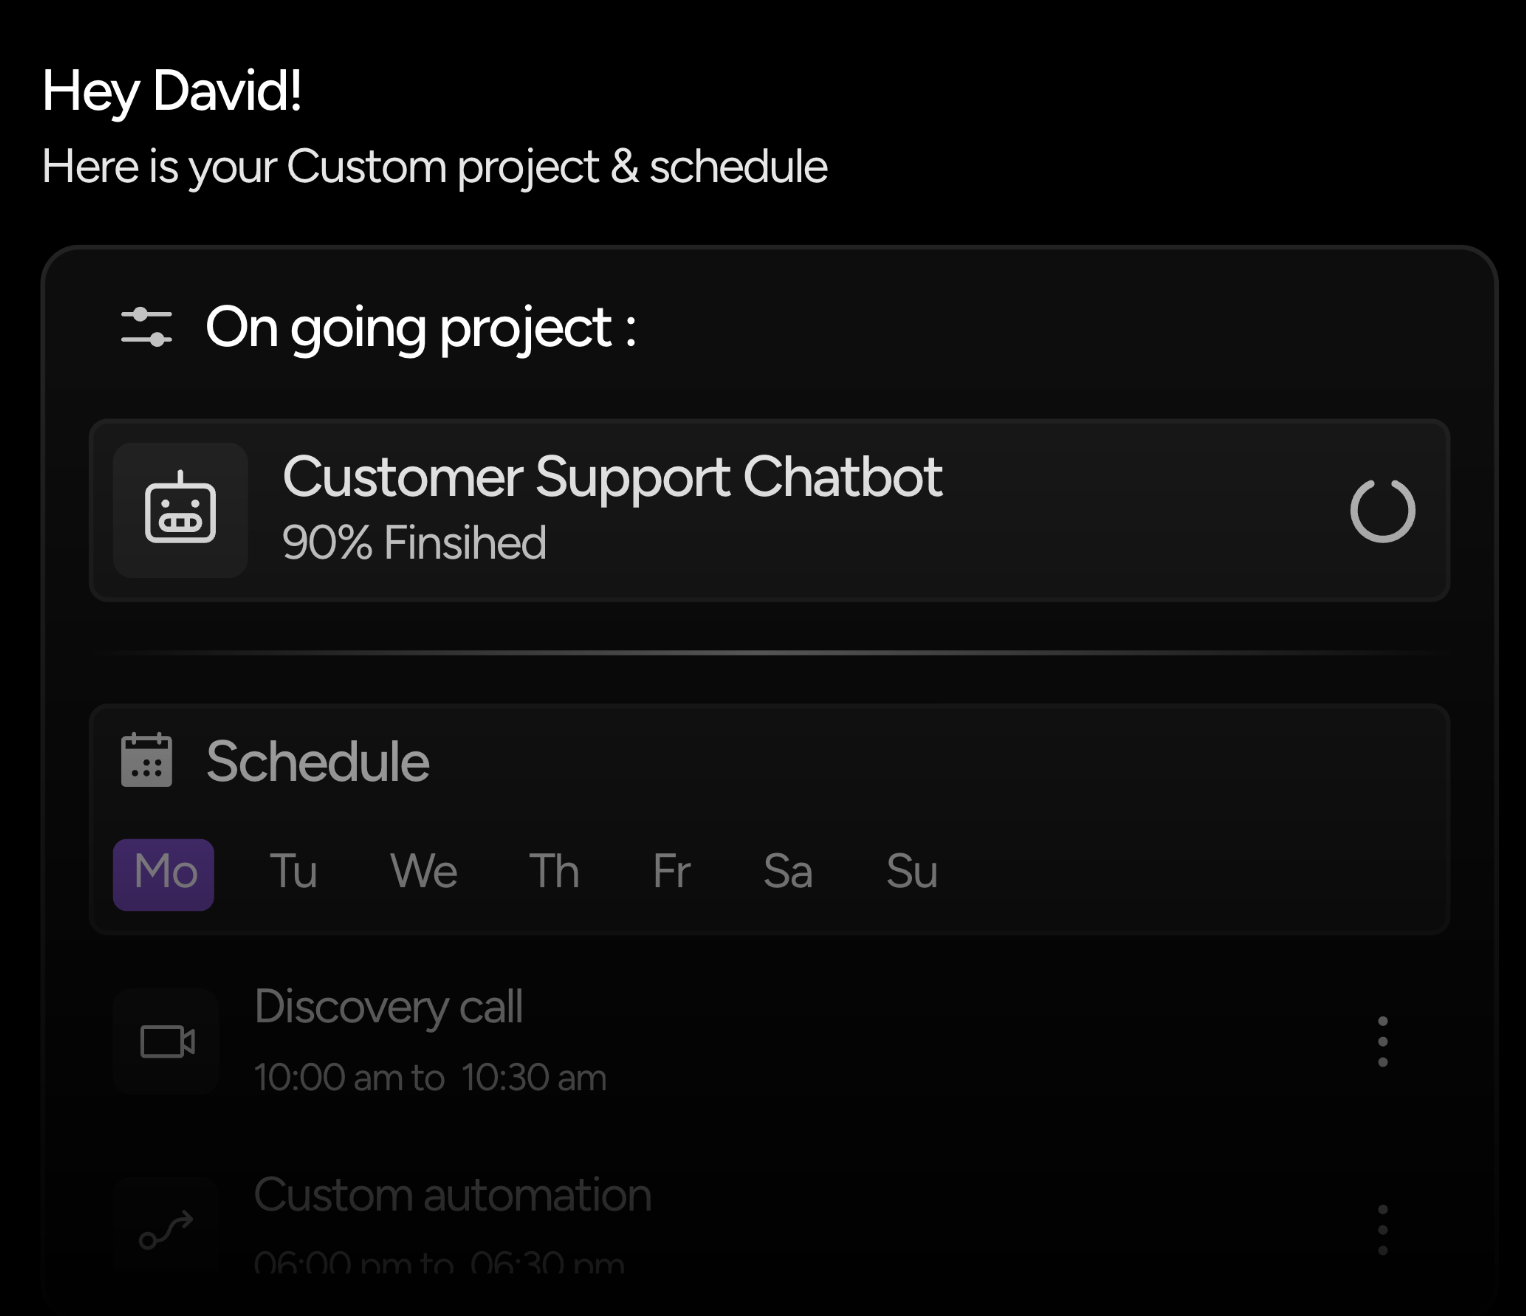 Hey David!
Here is your Custom project & schedule
On going project :
Customer Support Chatbot
90% Finsihed
Schedule
Mo Tu We Th Fr Sa Su
Discovery call
10:00 am to 10:30 am
Custom automation
06:00 pm to 06:30 pm